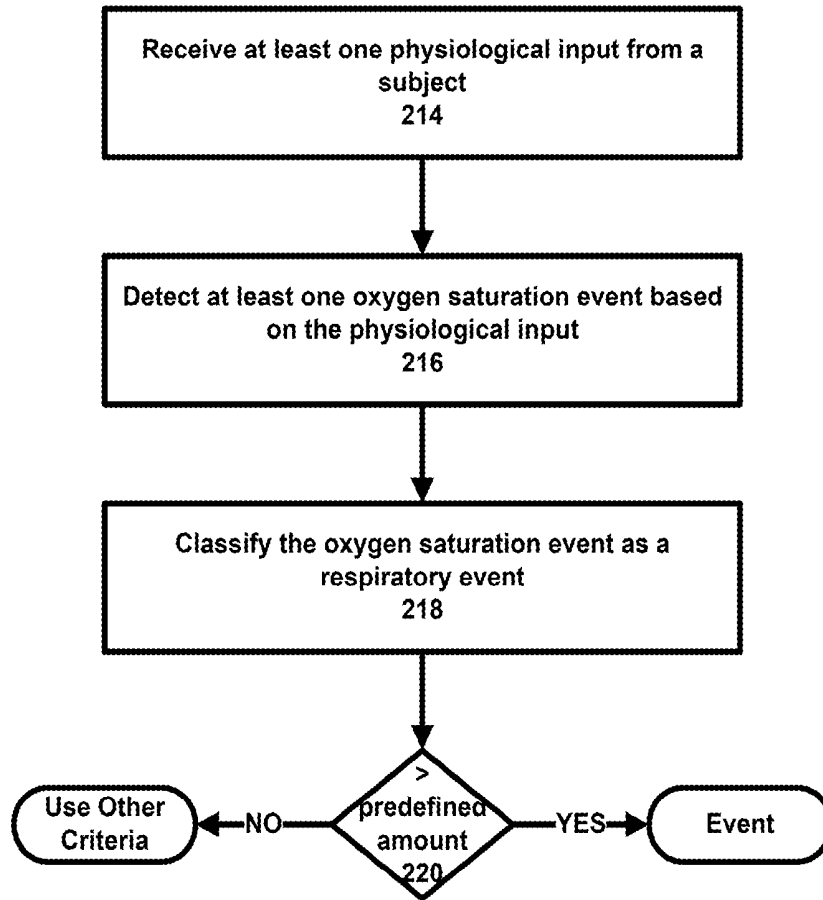 Receive at least one physiological input from a
subject
214
Detect at least one oxygen saturation event based
on the physiological input
216
Classify the oxygen saturation event as a
respiratory event
218
>
predefined
amount
220
Use Other
Criteria
NO
YES
Event